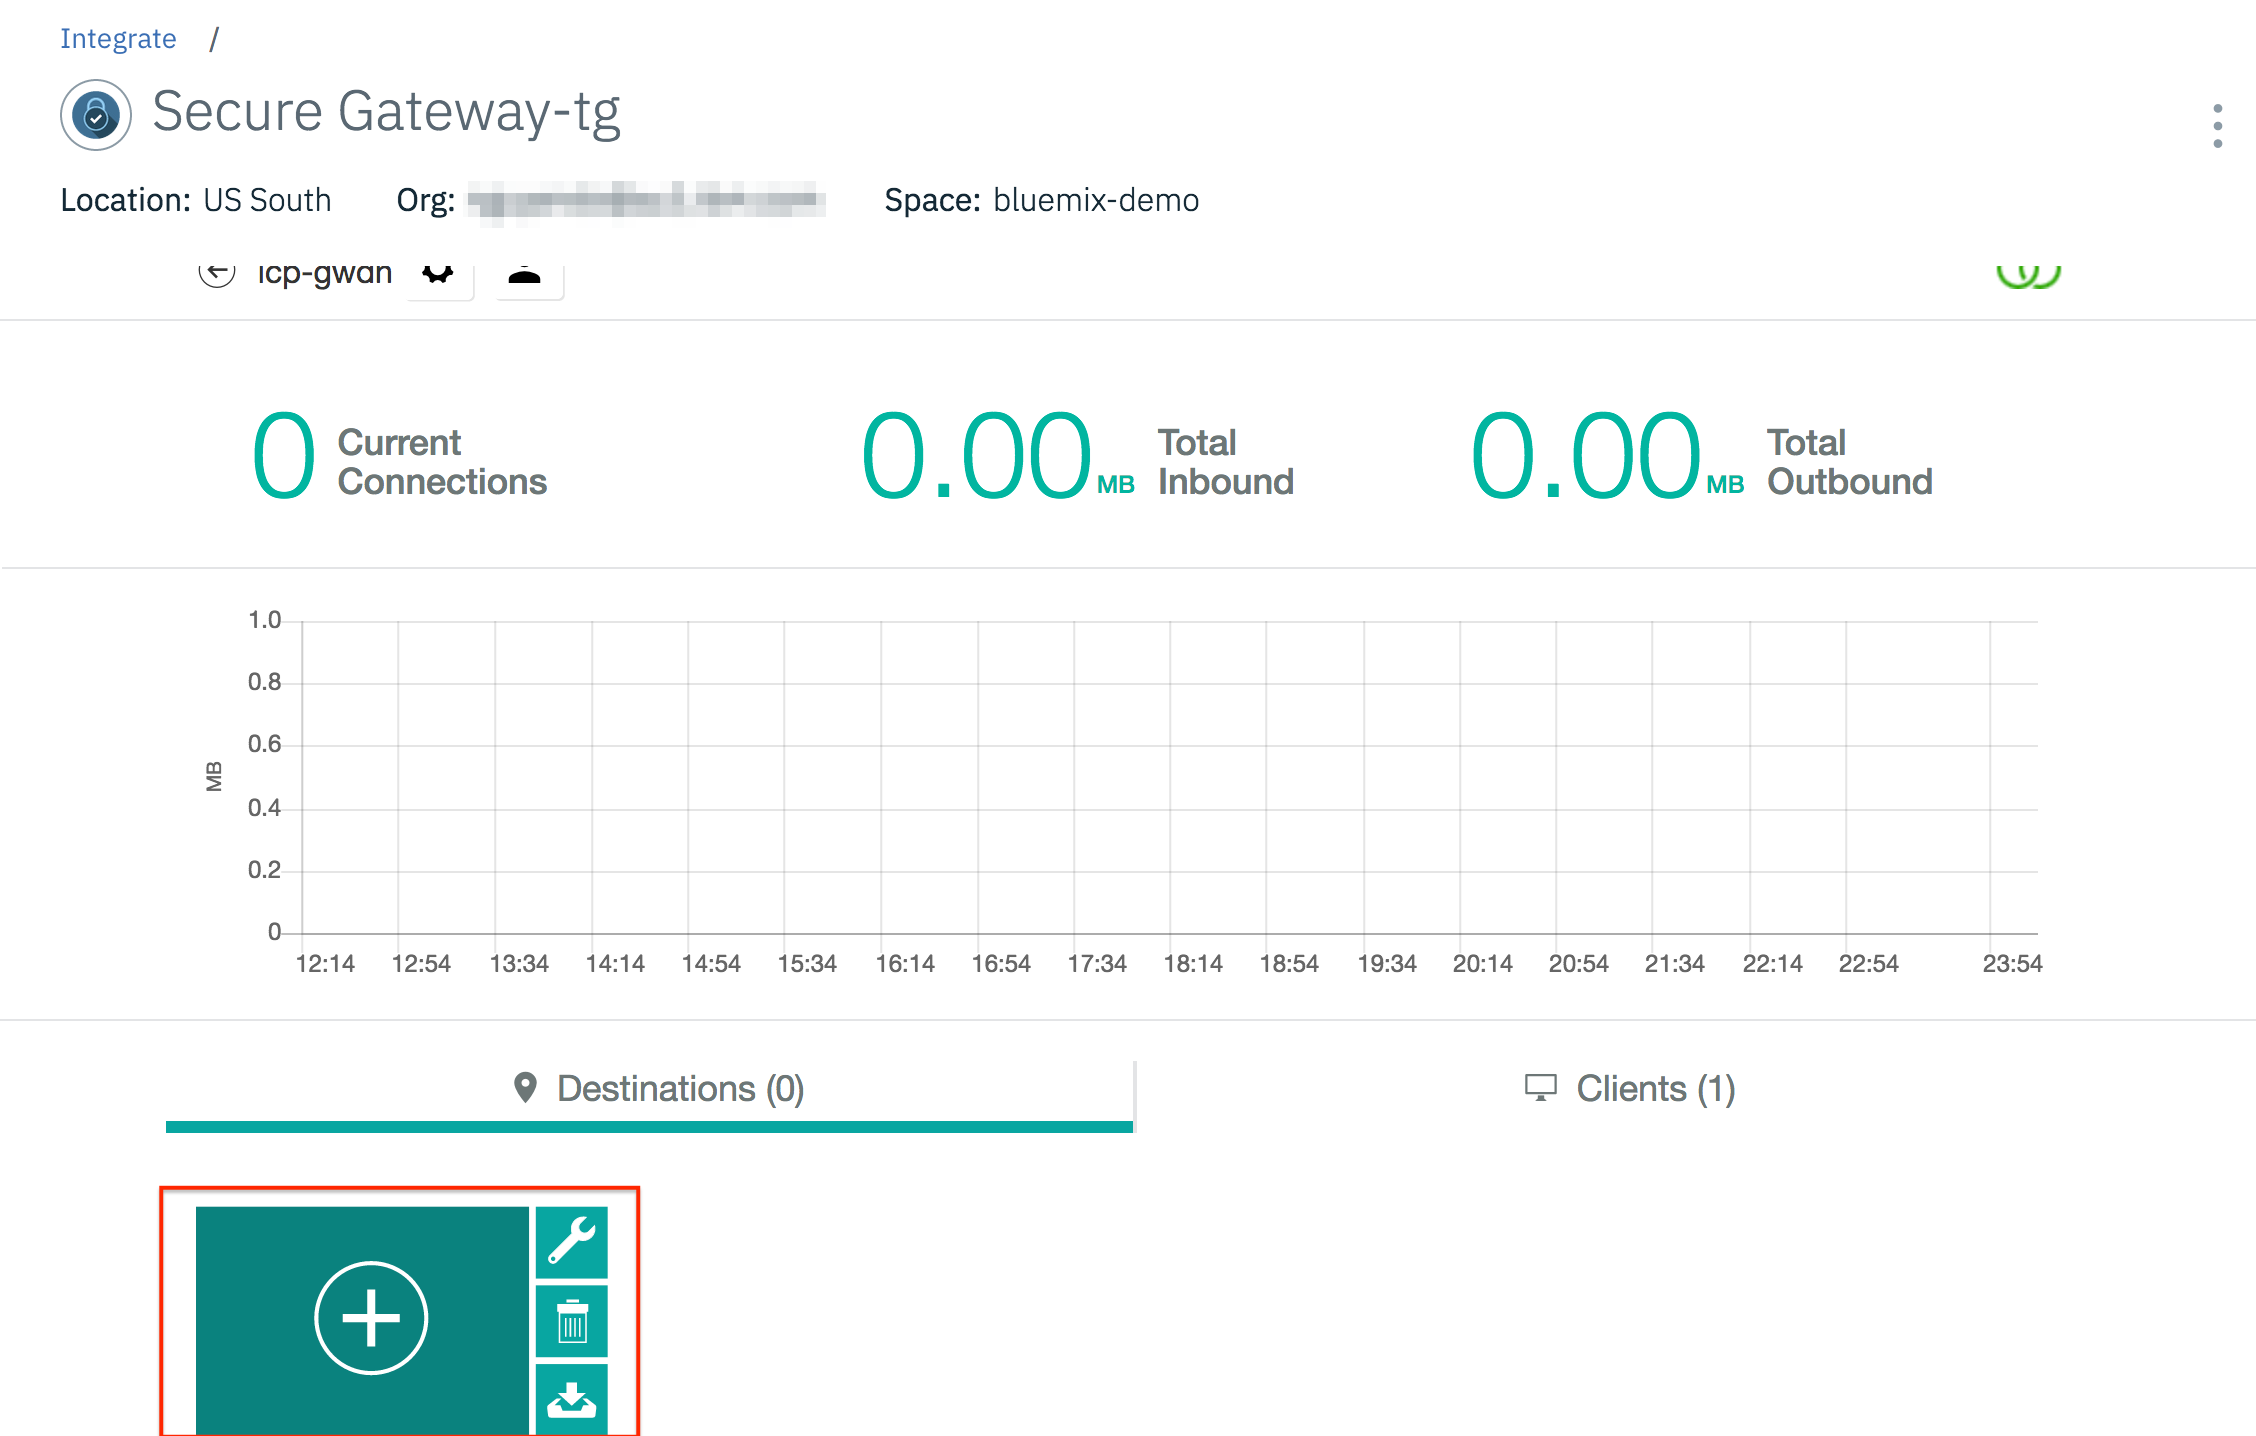 Integrate /
Secure Gateway-tg
Location: US South Org: Space: bluemix-demo
icp-gwan
0 Current Connections
0.00 MB Total Inbound
0.00 MB Total Outbound
1.0
0.8
0.6
0.4
0.2
0
MB
12:14 12:54 13:34 14:14 14:54 15:34 16:14 16:54 17:34 18:14 18:54 19:34 20:14 20:54 21:34 22:14 22:54 23:54
Destinations (0)
Clients (1)